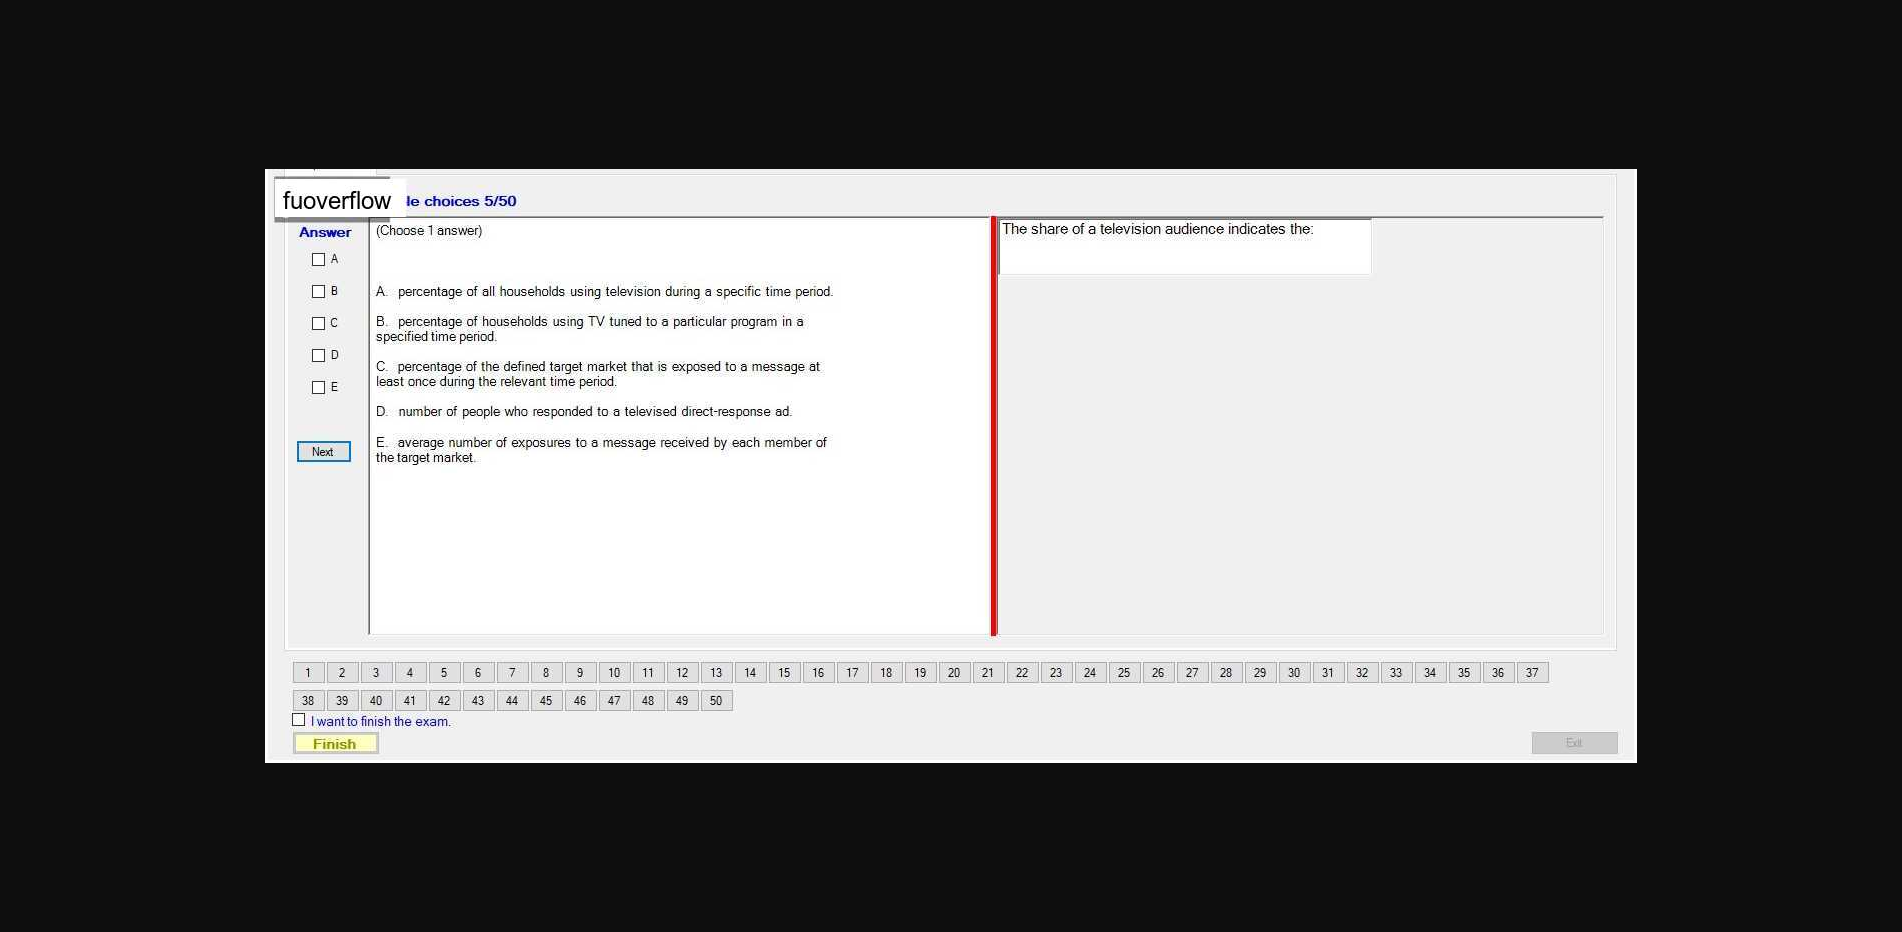 fuoverflow
le choices 5/50
Answer
(Choose 1 answer)
The share of a television audience indicates the:
A
B
C
D
E
A. percentage of all households using television during a specific time period.
B. percentage of households using TV tuned to a particular program in a
specified time period.
C. percentage of the defined target market that is exposed to a message at
least once during the relevant time period.
D. number of people who responded to a televised direct-response ad.
E. average number of exposures to a message received by each member of
the target market.
Next
1 2 3 4 5 6 7 8 9 10 11 12 13 14 15 16 17 18 19 20 21 22 23 24 25 26 27 28 29 30 31 32 33 34 35 36 37
38 39 40 41 42 43 44 45 46 47 48 49 50
I want to finish the exam.
Finish
Exit